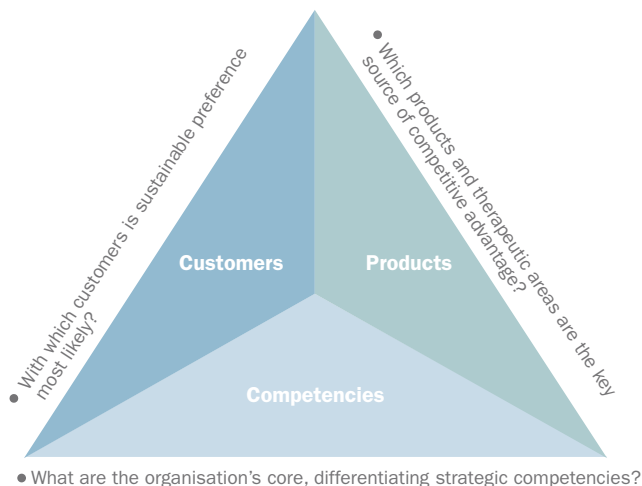 ● With which customers is sustainable preference
most likely?
● Which products and therapeutic areas are the key
source of competitive advantage?
Customers
Products
Competencies
● What are the organisation's core, differentiating strategic competencies?